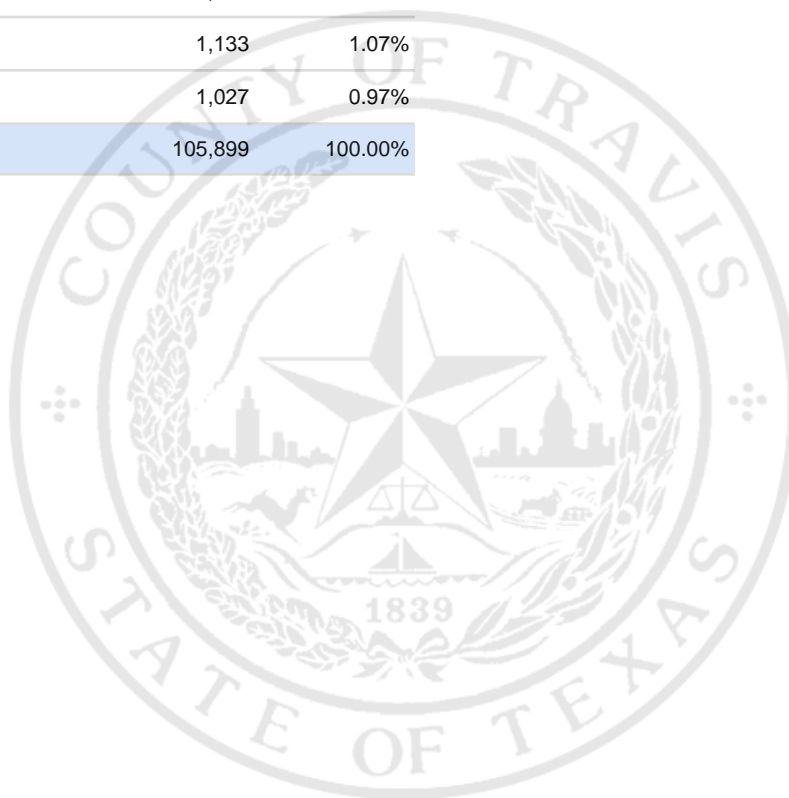 1,133 1.07%
1,027 0.97%
105,899 100.00%
COUNTY OF TRAVIS
1839
STATE OF TEXAS